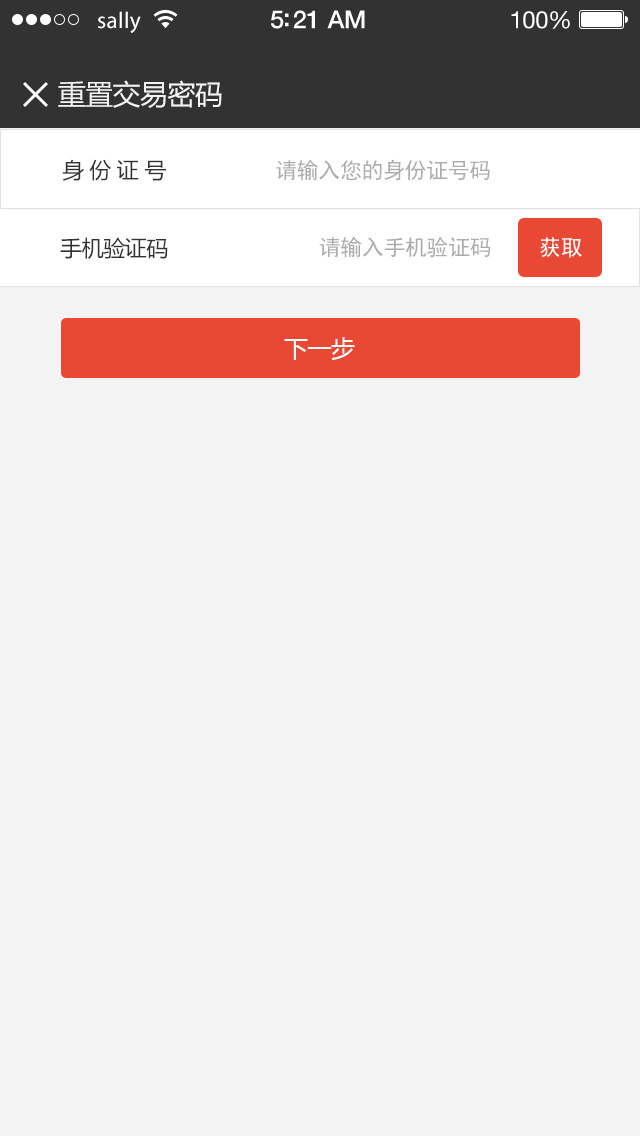 sally 5:21 AM 100%
重置交易密码
身份证号 请输入您的身份证号码
手机验证码 请输入手机验证码 获取
下一步